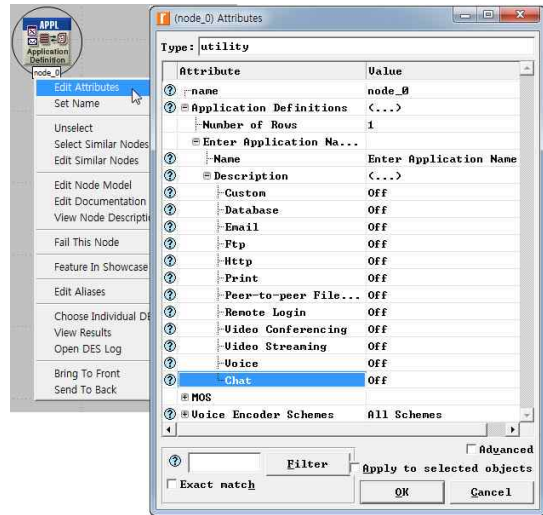 APPL
Application
Definition
node_0
Edit Attributes
Set Name
Unselect
Select Similar Nodes
Edit Similar Nodes
Edit Node Model
Edit Documentation
View Node Descripti
Fail This Node
Feature In Showcase
Edit Aliases
Choose Individual DE
View Results
Open DES Log
Bring To Front
Send To Back
(node_0) Attributes
Type: utility
Attribute Value
name node_0
Application Definitions (...)
Number of Rows 1
Enter Application Na...
Name Enter Application Name
Description (...)
Custom Off
Database Off
Email Off
Ftp Off
Http Off
Print Off
Peer-to-peer File... Off
Remote Login Off
Video Conferencing Off
Video Streaming Off
Voice Off
Chat Off
MOS
Voice Encoder Schemes All Schemes
Advanced
Filter
Apply to selected objects
Exact match
OK
Cancel